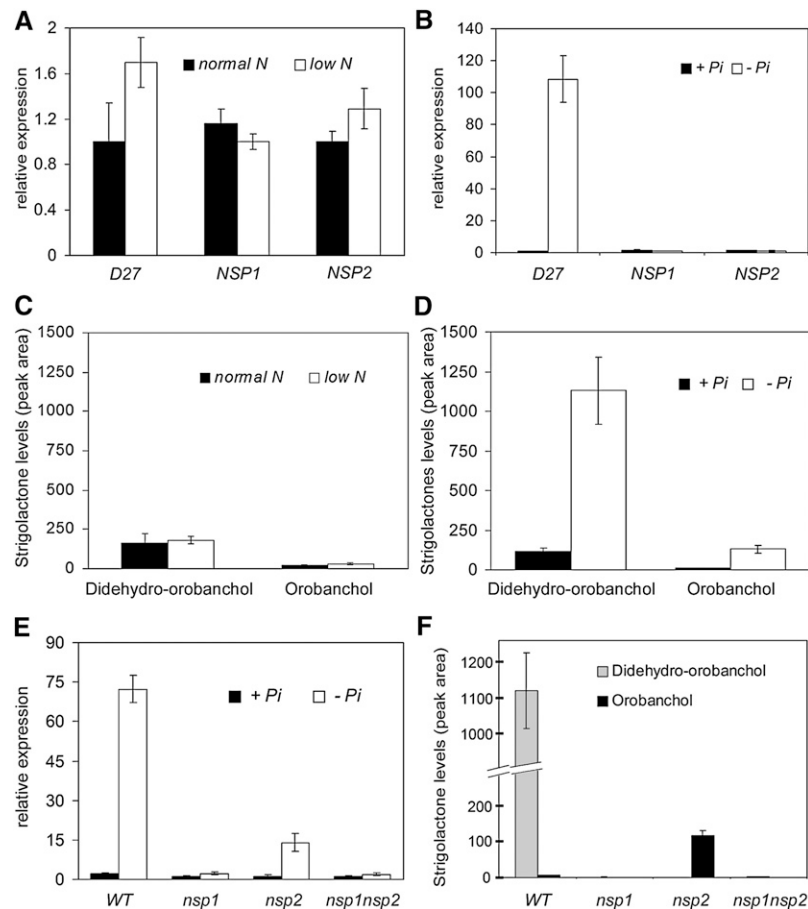 A
relative expression
2
1.6
1.2
0.8
0.4
0
normal N
low N
D27
NSP1
NSP2
B
relative expression
140
120
100
80
60
40
20
0
+ Pi
- Pi
D27
NSP1
NSP2
C
Strigolactones levels (peak area)
1500
1250
1000
750
500
250
0
normal N
low N
Didehydro-orobanchol
Orobanchol
D
Strigolactones levels (peak area)
1500
1250
1000
750
500
250
0
+ Pi
- Pi
Didehydro-orobanchol
Orobanchol
E
relative expression
90
75
60
45
30
15
0
+ Pi
- Pi
WT
nsp1
nsp2
nsp1nsp2
F
Strigolactone levels (peak area)
1200
1100
1000
200
100
0
Didehydro-orobanchol
Orobanchol
WT
nsp1
nsp2
nsp1nsp2